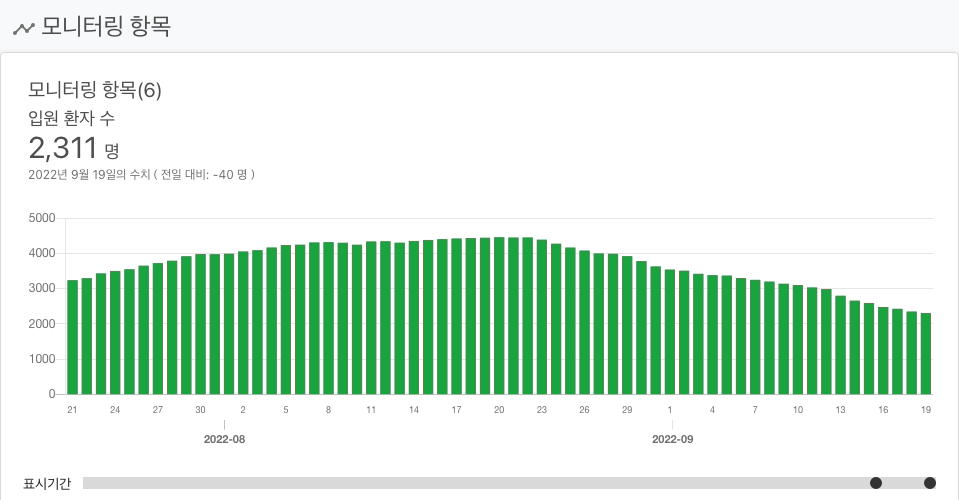 모니터링 항목
모니터링 항목(6)
입원 환자 수
2,311 명
2022년 9월 19일의 수치 ( 전일 대비: -40 명 )
5000
4000
3000
2000
1000
0
21 24 27 30 2 5 8 11 14 17 20 23 26 29 1 4 7 10 13 16 19
2022-08 2022-09
표시기간